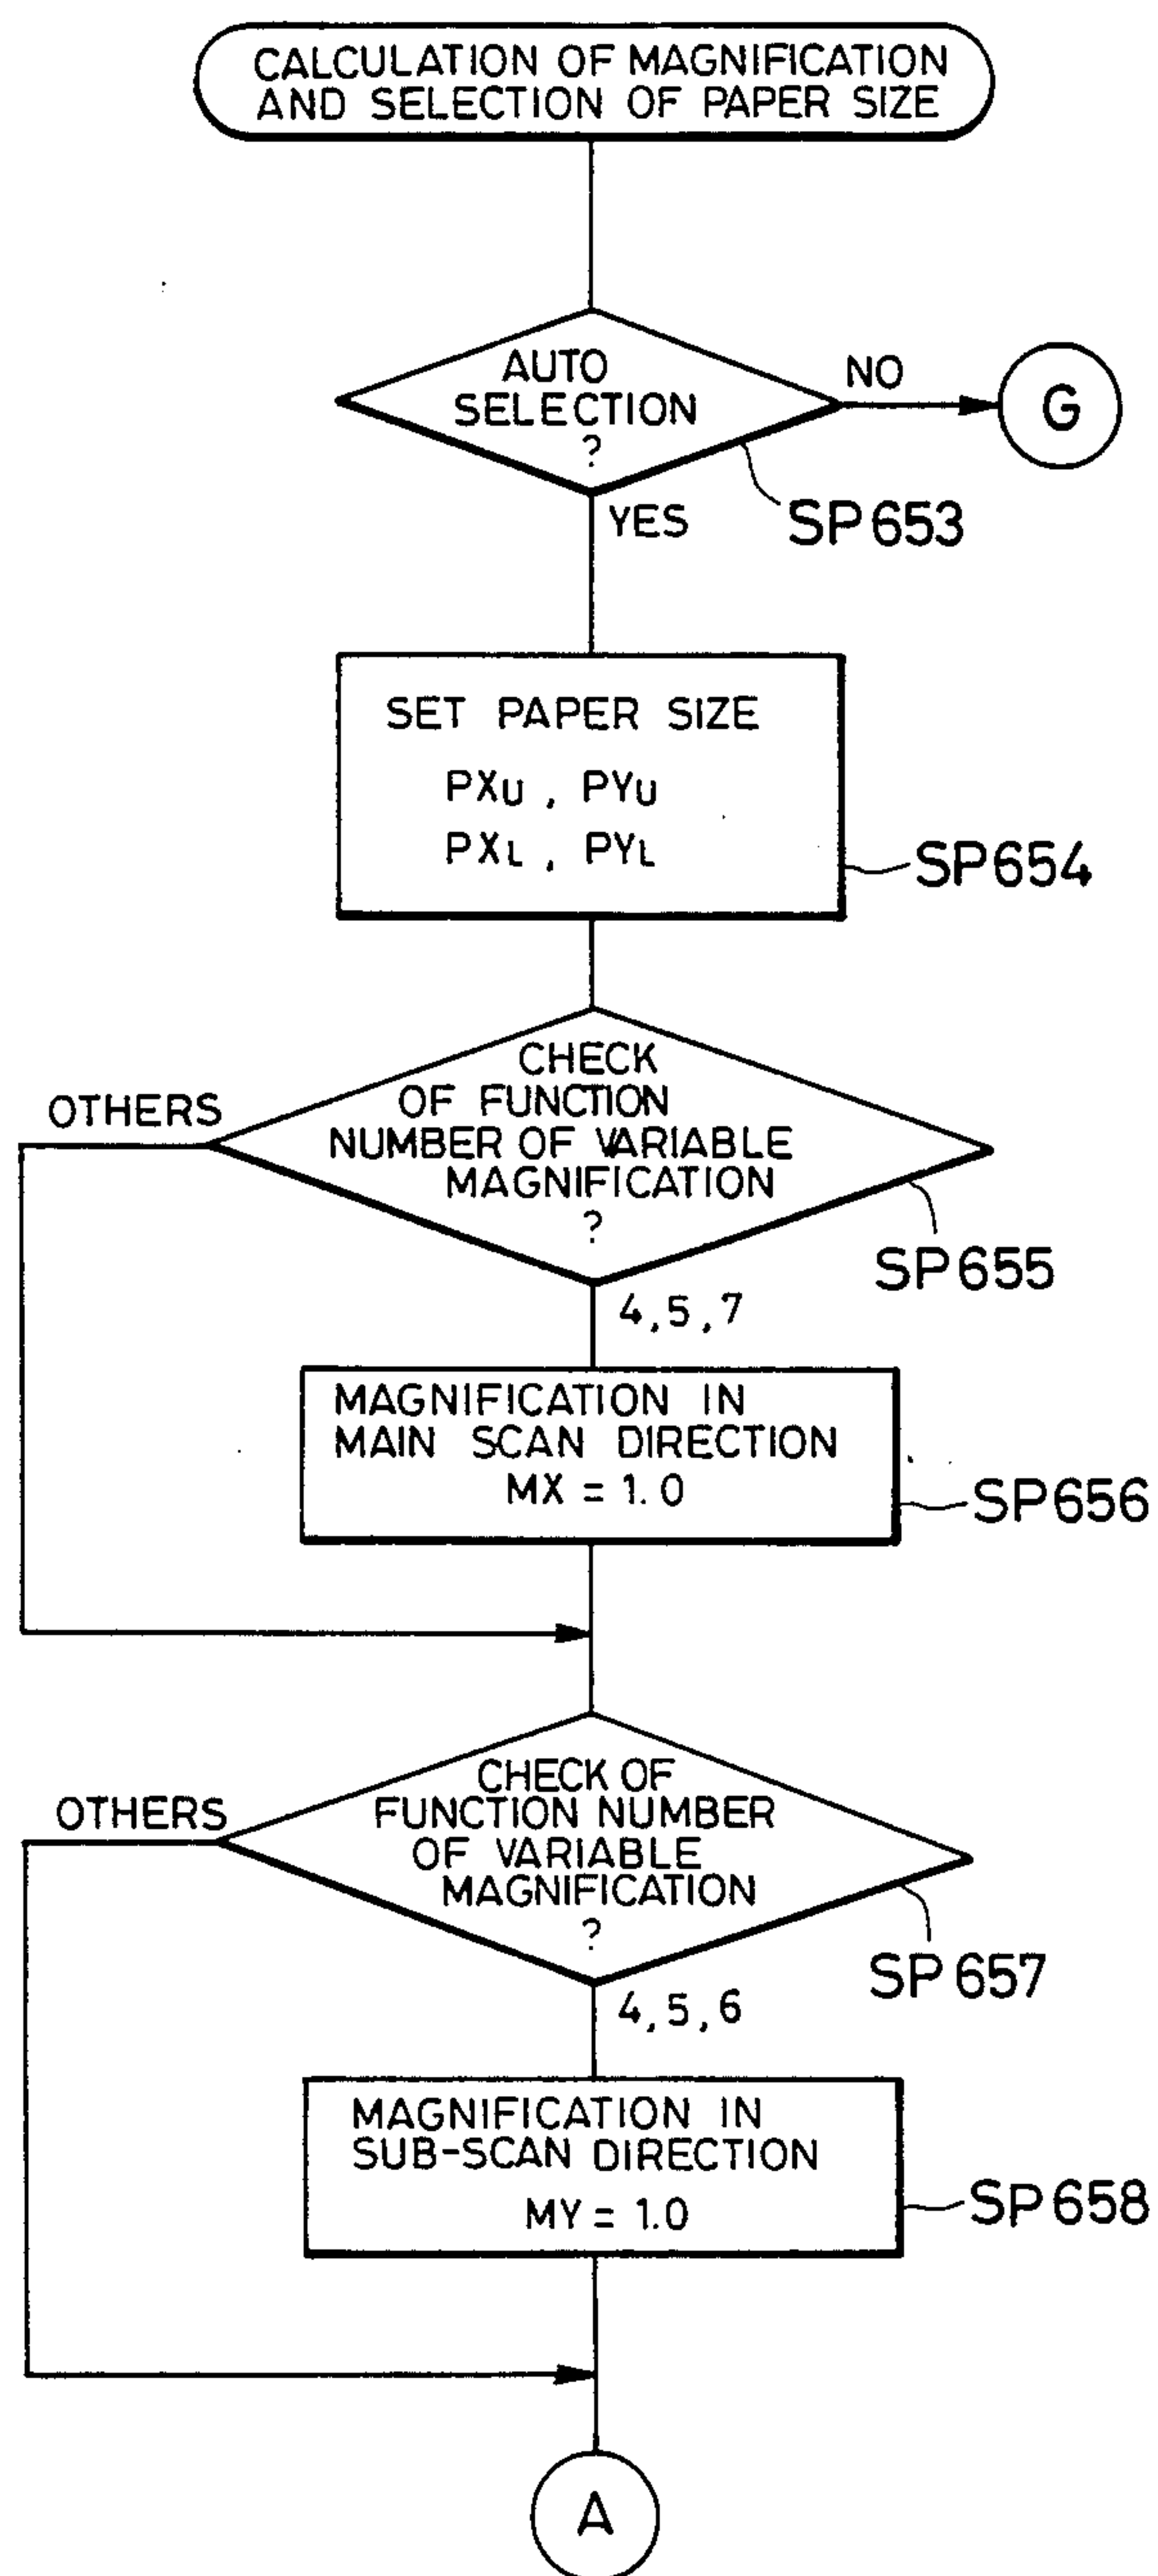 CALCULATION OF MAGNIFICATION
AND SELECTION OF PAPER SIZE
AUTO
SELECTION
?
NO
G
SP653
YES
SET PAPER SIZE
PXU, PYU
PXL, PYL
SP654
CHECK
OF FUNCTION
NUMBER OF VARIABLE
MAGNIFICATION
?
OTHERS
SP655
4,5,7
MAGNIFICATION IN
MAIN SCAN DIRECTION
MX = 1.0
SP656
CHECK OF
FUNCTION NUMBER
OF VARIABLE
MAGNIFICATION
?
OTHERS
SP657
4,5,6
MAGNIFICATION IN
SUB-SCAN DIRECTION
MY = 1.0
SP658
A